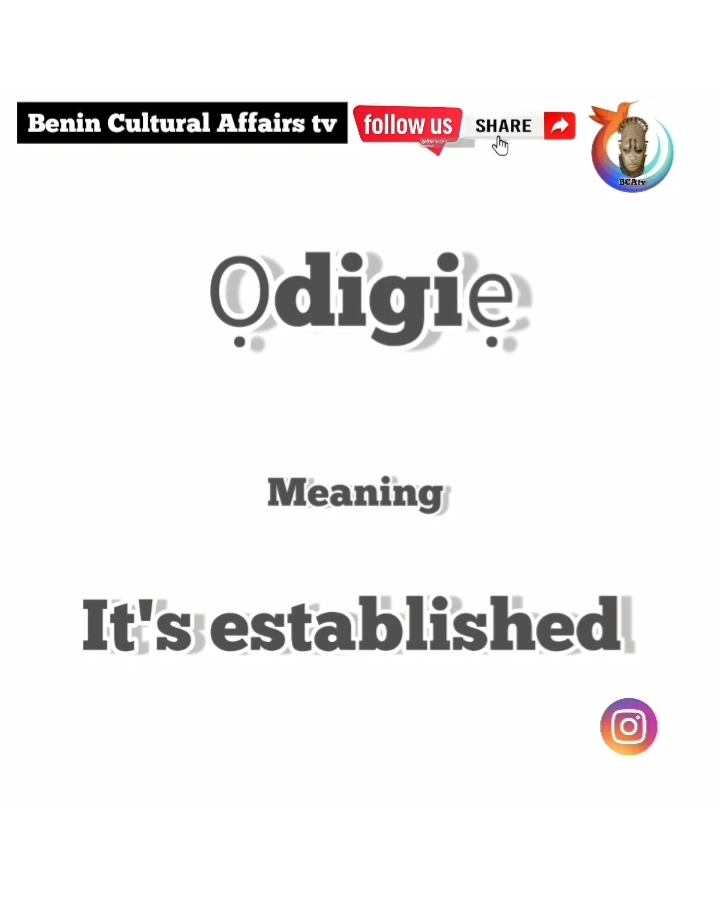 Benin Cultural Affairs tv
follow us
SHARE
BCAtv
Ọdigiẹ
Meaning
It's established